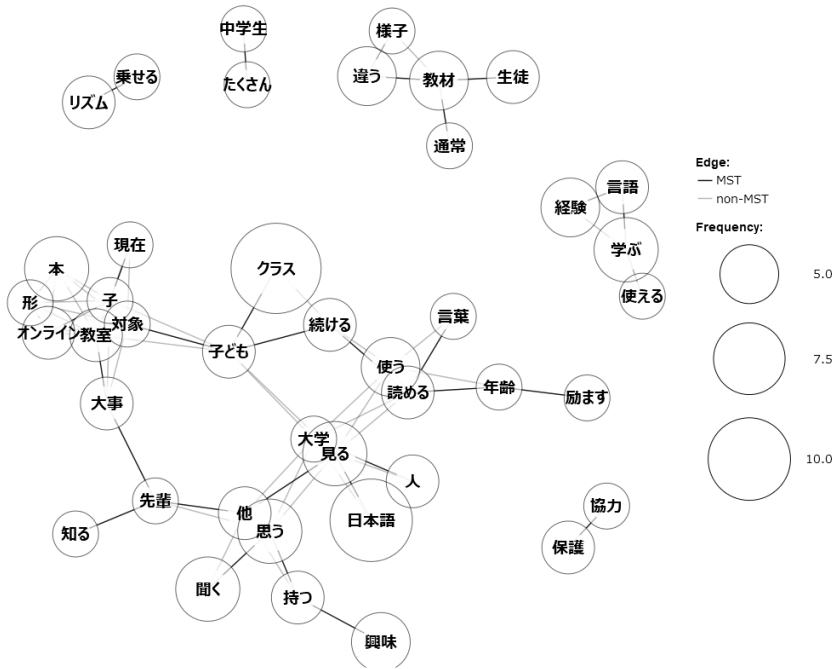 中学生
様子
乗せる
たくさん
違う
教材
生徒
リズム
通常
Edge:
MST
non-MST
言語
経験
Frequency:
学ぶ
現在
本
クラス
5.0
使える
形
子
オンライン
教室
対象
続ける
言葉
子ども
7.5
使う
読める
年齢
励ます
大事
大学
見る
10.0
人
先輩
他
日本語
協力
知る
思う
保護
聞く
持つ
興味